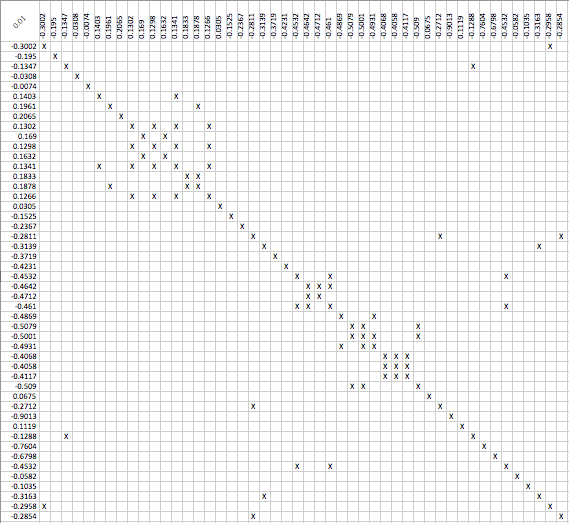 0.01 -0.3002 -0.195 -0.1347 -0.0308 -0.0074 0.1403 0.1961 0.2065 0.1302 0.169 0.1298 0.1632 0.1341 0.1833 0.1878 0.1266 0.0305 -0.1525 -0.2367 -0.2811 -0.3139 -0.3719 -0.4231 -0.4532 -0.4642 -0.4712 -0.461 -0.4869 -0.5079 -0.5001 -0.4931 -0.4068 -0.4058 -0.4117 -0.509 0.0675 -0.2712 -0.9013 0.1119 -0.1288 -0.7604 -0.6798 -0.4532 -0.0582 -0.1035 -0.3163 -0.2958 -0.2854
-0.3002 X X
-0.195 X
-0.1347 X X
-0.0308 X
-0.0074 X
0.1403 X X
0.1961 X X
0.2065 X
0.1302 X X X X
0.169 X X
0.1298 X X X X
0.1632 X X
0.1341 X X X X X
0.1833 X X
0.1878 X X X
0.1266 X X X X
0.0305 X
-0.1525 X
-0.2367 X
-0.2811 X X X
-0.3139 X X
-0.3719 X
-0.4231 X
-0.4532 X X X
-0.4642 X X X
-0.4712 X X
-0.461 X X X X
-0.4869 X X
-0.5079 X X X
-0.5001 X X X X
-0.4931 X X X
-0.4068 X X X
-0.4058 X X X
-0.4117 X X X
-0.509 X X X
0.0675 X
-0.2712 X X
-0.9013 X
0.1119 X
-0.1288 X X
-0.7604 X
-0.6798 X
-0.4532 X X X
-0.0582 X
-0.1035 X
-0.3163 X X
-0.2958 X X
-0.2854 X X